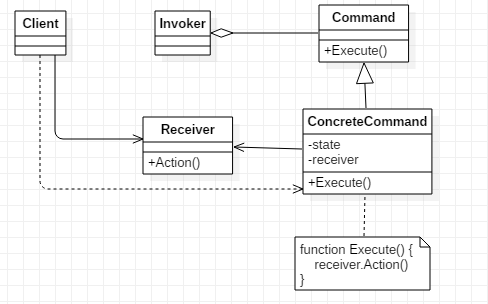 Client
Invoker
Command
+Execute()
Receiver
+Action()
ConcreteCommand
-state
-receiver
+Execute()
function Execute() {
receiver.Action()
}